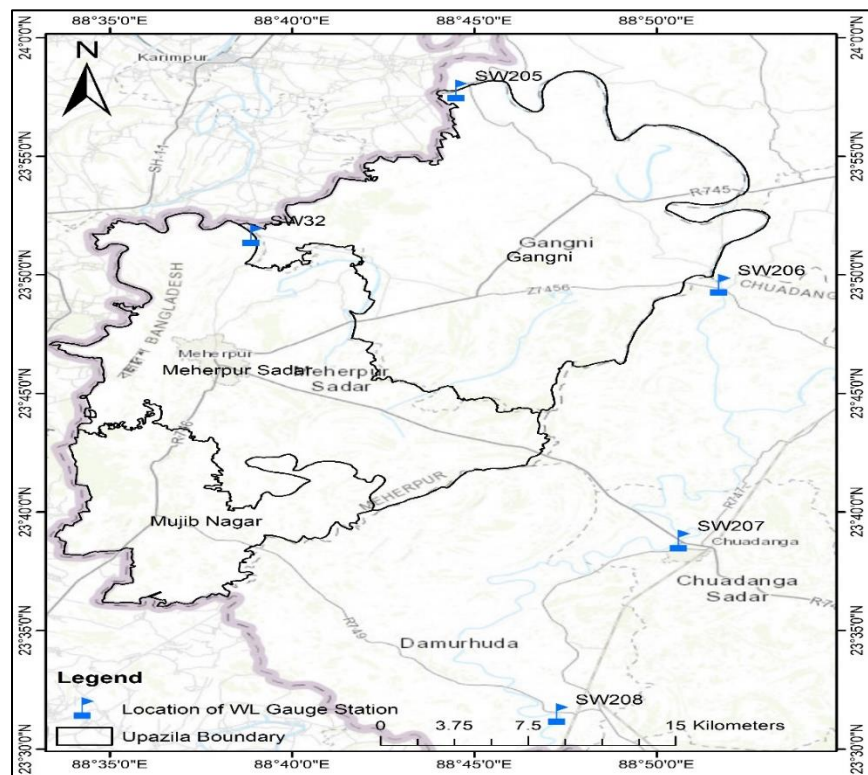 88°35'0"E 88°40'0"E 88°45'0"E 88°50'0"E
24°0'0"N 24°0'0"N
N
Karimpur
SW205
SH-11
23°55'0"N 23°55'0"N
R745
SW32
Gangni
Gangni
23°50'0"N 23°50'0"N
SW206
CHUADANG
Z7456
BANGLADESH
Meherpur
Meherpur Sadar
Meherpur
Sadar
23°45'0"N 23°45'0"N
MEHERPUR
R747
Mujib Nagar
23°40'0"N 23°40'0"N
SW207
Chuadanga
Chuadanga
Sadar
R74
23°35'0"N 23°35'0"N
R749
Damurhuda
Legend
SW208
Location of WL Gauge Station
0 3.75 7.5 15 Kilometers
Upazila Boundary
23°30'0"N 23°30'0"N
88°35'0"E 88°40'0"E 88°45'0"E 88°50'0"E